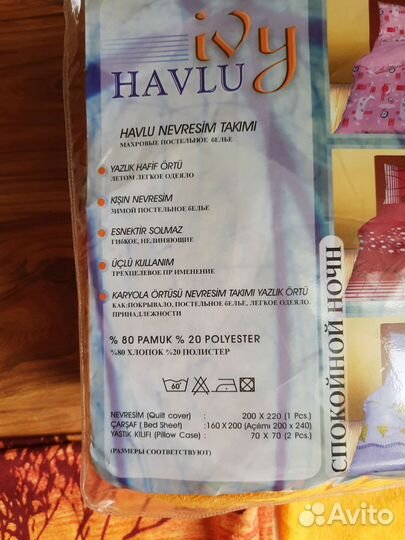 ivy
HAVLU
HAVLU NEVRESİM TAKIMI
МАХРОВЫЕ ПОСТЕЛЬНОЕ БЕЛЬЕ
YAZLIK HAFİF ÖRTÜ
ЛЕТОМ ЛЕГКОЕ ОДЕЯЛО
KIŞIN NEVRESİM
ЗИМОЙ ПОСТЕЛЬНОЕ БЕЛЬЕ
ESNEKTİR SOLMAZ
ГИБКОЕ, НЕЛИНЯЮЩИЕ
ÜÇLÜ KULLANIM
ТРЕХЦЕЛЕВОЕ ПР ИМЕНЕНИЕ
KARYOLA ÖRTÜSÜ NEVRESİM TAKIMI YAZLIK ÖRTÜ
КАК:ПОКРЫВАЛО, ПОСТЕЛЬНОЕ БЕЛЬЕ, ЛЕГКОЕ ОДЕЯЛО.
ПРИНАДЛЕЖНОСТИ
% 80 PAMUK % 20 POLYESTER
%80 ХЛОПОК %20 ПОЛИСТЕР
60°
NEVRESİM (Quilt cover) : 200 X 220 (1 Pcs.)
ÇARŞAF ( Bed Sheet) :160 X 200 (Açılımı 200 x 240)
YASTIK KILIFI (Pillow Case) : 70 X 70 (2 Pcs.)
(РАЗМЕРЫ СООТВЕТСТВУЮТ)
СПОКОЙНОЙ НОЧН
Avito